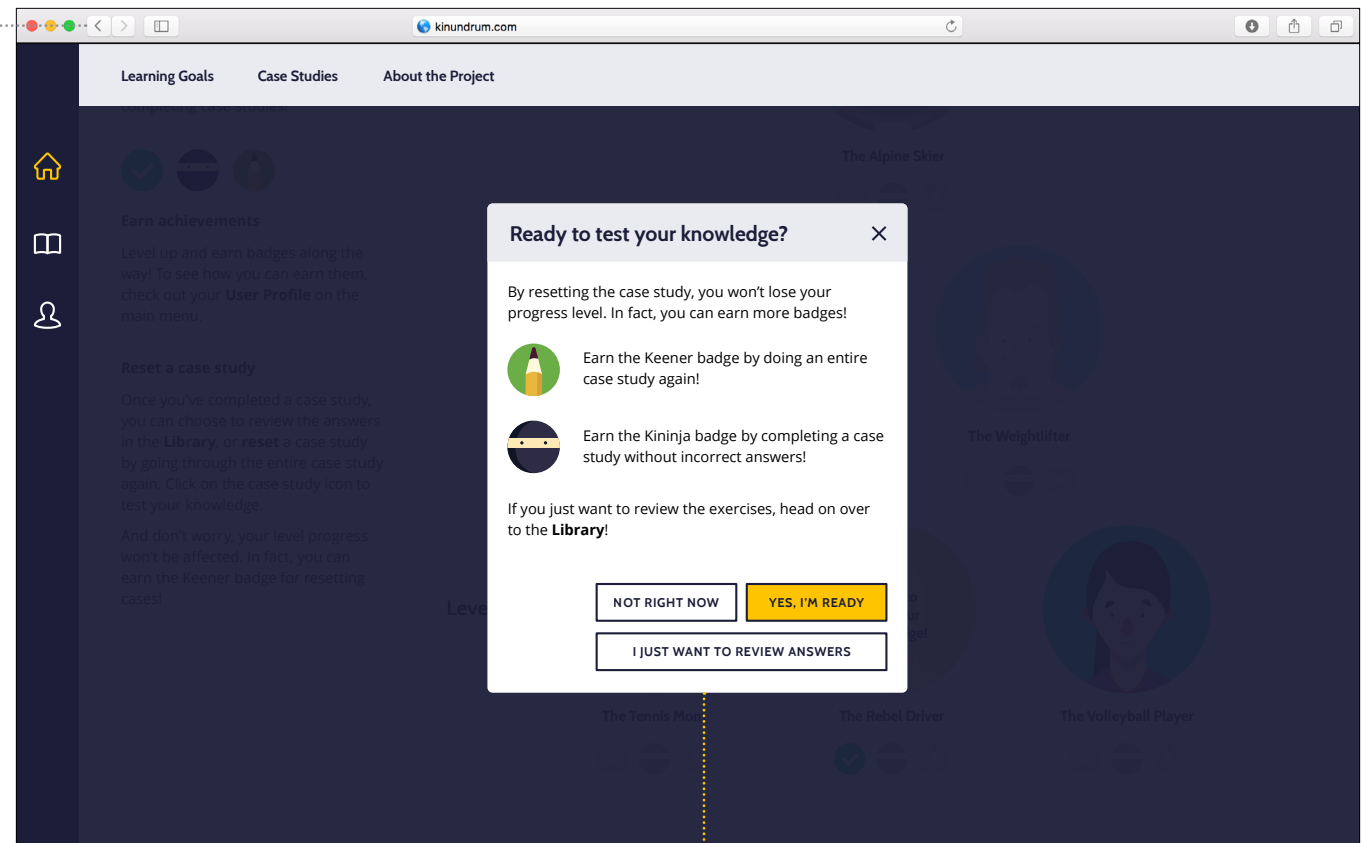 kinundrum.com
Learning Goals
Case Studies
About the Project
completing case studies!
Earn achievements
Level up and earn badges along the
way! To see how you can earn them,
check out your User Profile on the
main menu.
Reset a case study
Once you've completed a case study,
you can choose to review the answers
in the Library, or reset a case study
by going through the entire case study
again. Click on the case study icon to
test your knowledge.
And don't worry, your level progress
won't be affected. In fact, you can
earn the Keener badge for resetting
cases!
The Alpine Skier
The Weightlifter
Ready to test your knowledge?
By resetting the case study, you won't lose your
progress level. In fact, you can earn more badges!
Earn the Keener badge by doing an entire
case study again!
Earn the Kininja badge by completing a case
study without incorrect answers!
If you just want to review the exercises, head on over
to the Library!
NOT RIGHT NOW
YES, I'M READY
I JUST WANT TO REVIEW ANSWERS
The Tennis Mom
The Rebel Driver
The Volleyball Player